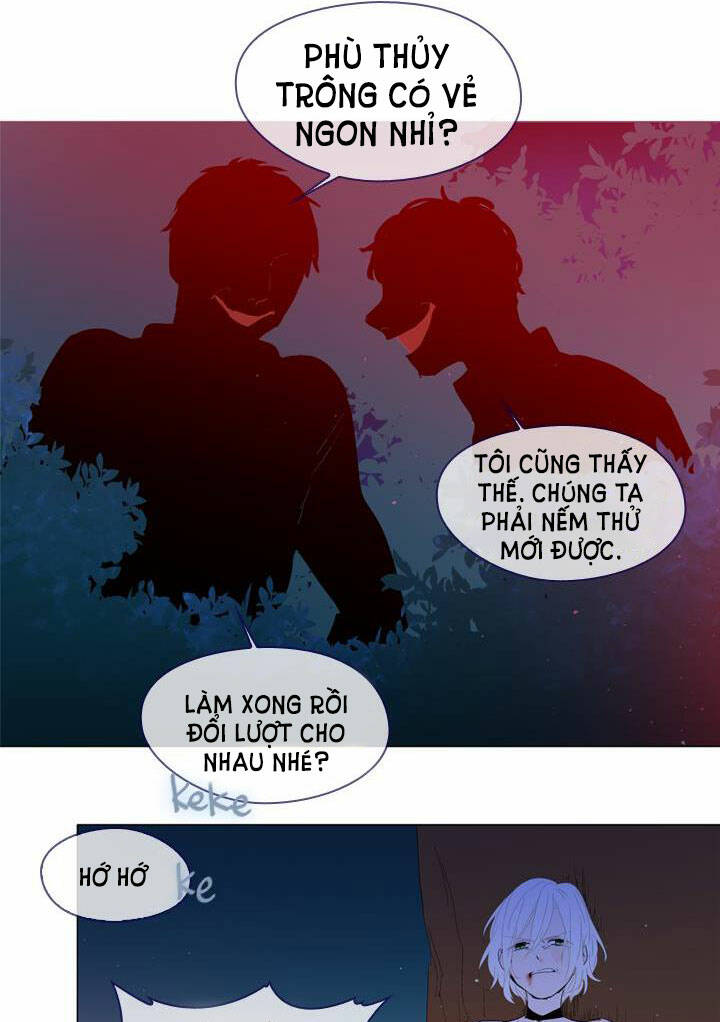 PHÙ THỦY
TRÔNG CÓ VẺ
NGON NHỈ?
TÔI CŨNG THẤY
THẾ. CHÚNG TA
PHẢI NẾM THỬ
MỚI ĐƯỢC.
LÀM XONG RỒI
ĐỔI LƯỢT CHO
NHAU NHÉ?
keke
HỚ HỚ
ke